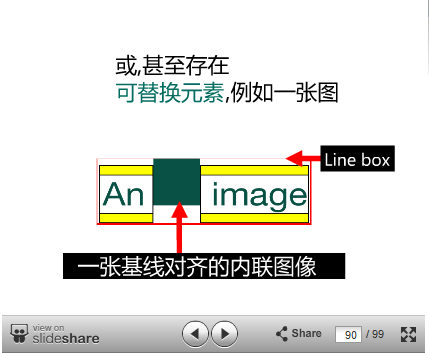 或,甚至存在
可替换元素,例如一张图
Line box
An image
一张基线对齐的内联图像
view on
slideshare
Share
90 / 99